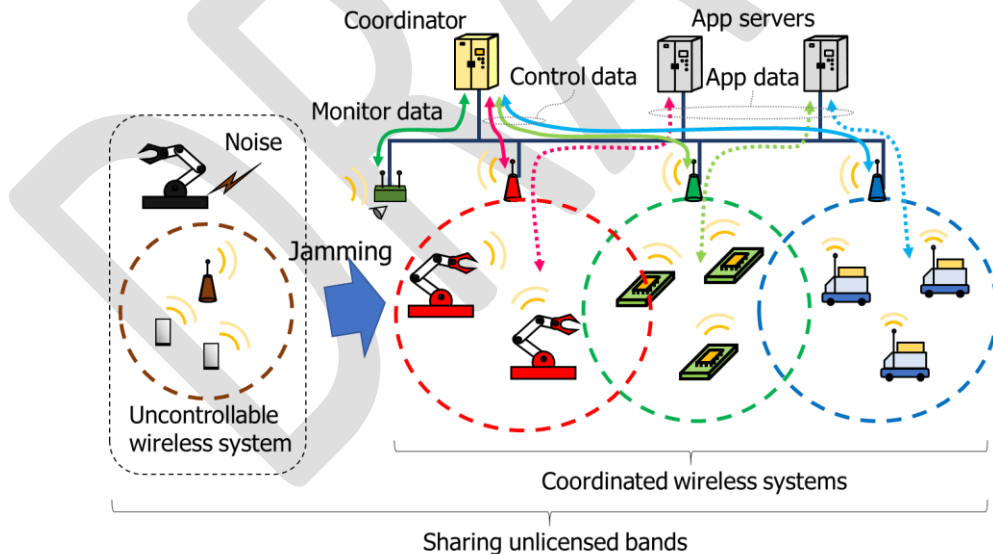 Coordinator
App servers
Control data
App data
Monitor data
Noise
Jamming
Uncontrollable
wireless system
Coordinated wireless systems
Sharing unlicensed bands
DRA